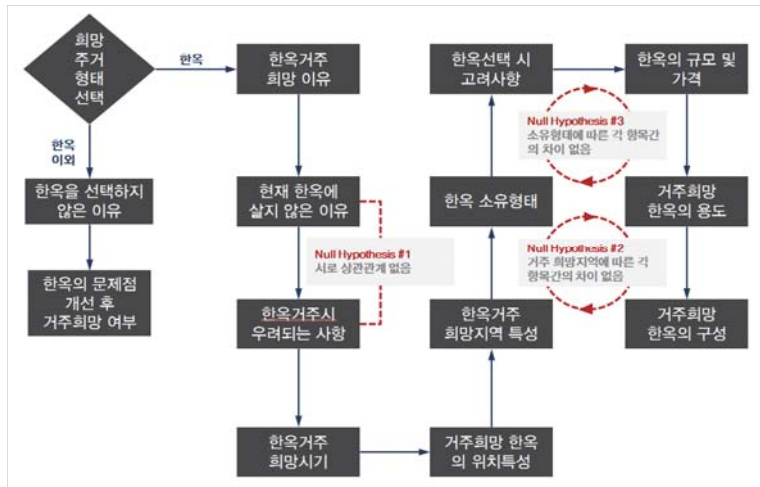 희망
주거
형태
선택
한옥
한옥
이외
한옥을 선택하지
않은 이유
한옥의 문제점
개선 후
거주희망 여부
한옥거주
희망 이유
현재 한옥에
살지 않은 이유
Null Hypothesis #1
서로 상관관계 없음
한옥거주시
우려되는 사항
한옥거주
희망시기
거주희망 한옥
의 위치특성
한옥거주
희망지역 특성
한옥 소유형태
한옥선택 시
고려사항
한옥의 규모 및
가격
Null Hypothesis #3
소유형태에 따른 각 항목간
의 차이 없음
거주희망
한옥의 용도
Null Hypothesis #2
거주 희망지역에 따른 각
항목간의 차이 없음
거주희망
한옥의 구성